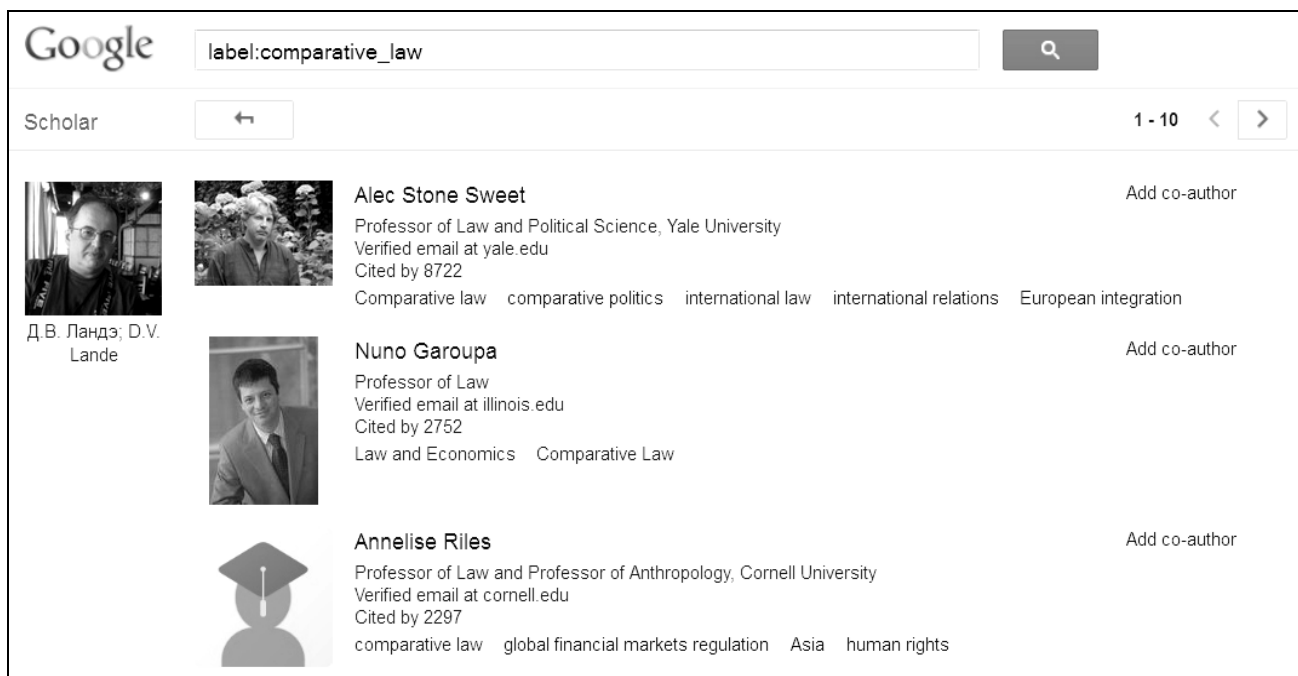 Google
label:comparative_law
Scholar
1 - 10
Д.В. Ландэ; D.V.
Lande
Alec Stone Sweet
Add co-author
Professor of Law and Political Science, Yale University
Verified email at yale.edu
Cited by 8722
Comparative law comparative politics international law international relations European integration
Nuno Garoupa
Add co-author
Professor of Law
Verified email at illinois.edu
Cited by 2752
Law and Economics Comparative Law
Annelise Riles
Add co-author
Professor of Law and Professor of Anthropology, Cornell University
Verified email at cornell.edu
Cited by 2297
comparative law global financial markets regulation Asia human rights